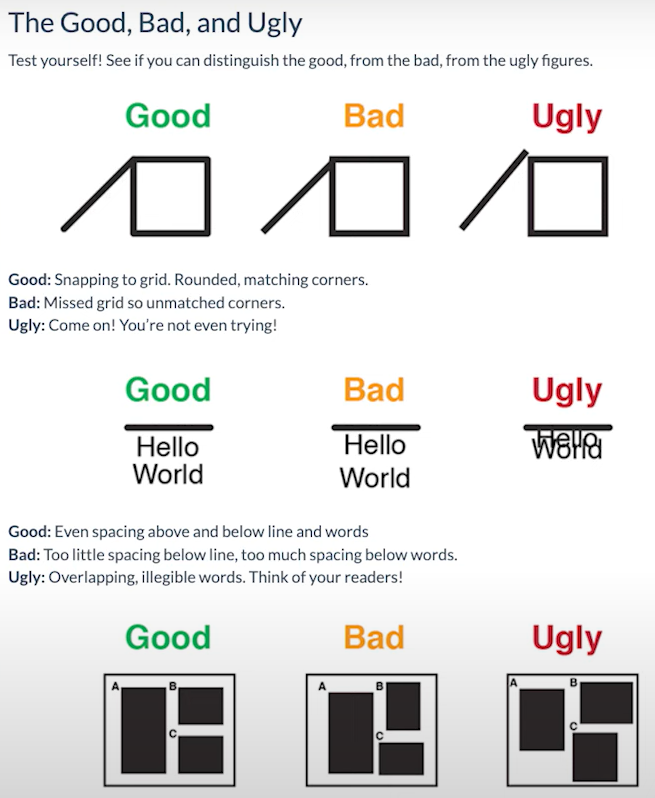 The Good, Bad, and Ugly
Test yourself! See if you can distinguish the good, from the bad, from the ugly figures.
Good Bad Ugly
Good: Snapping to grid. Rounded, matching corners.
Bad: Missed grid so unmatched corners.
Ugly: Come on! You're not even trying!
Good Bad Ugly
Hello Hello Hello
World World World
Good: Even spacing above and below line and words
Bad: Too little spacing below line, too much spacing below words.
Ugly: Overlapping, illegible words. Think of your readers!
Good Bad Ugly
A B A B A B
C C C